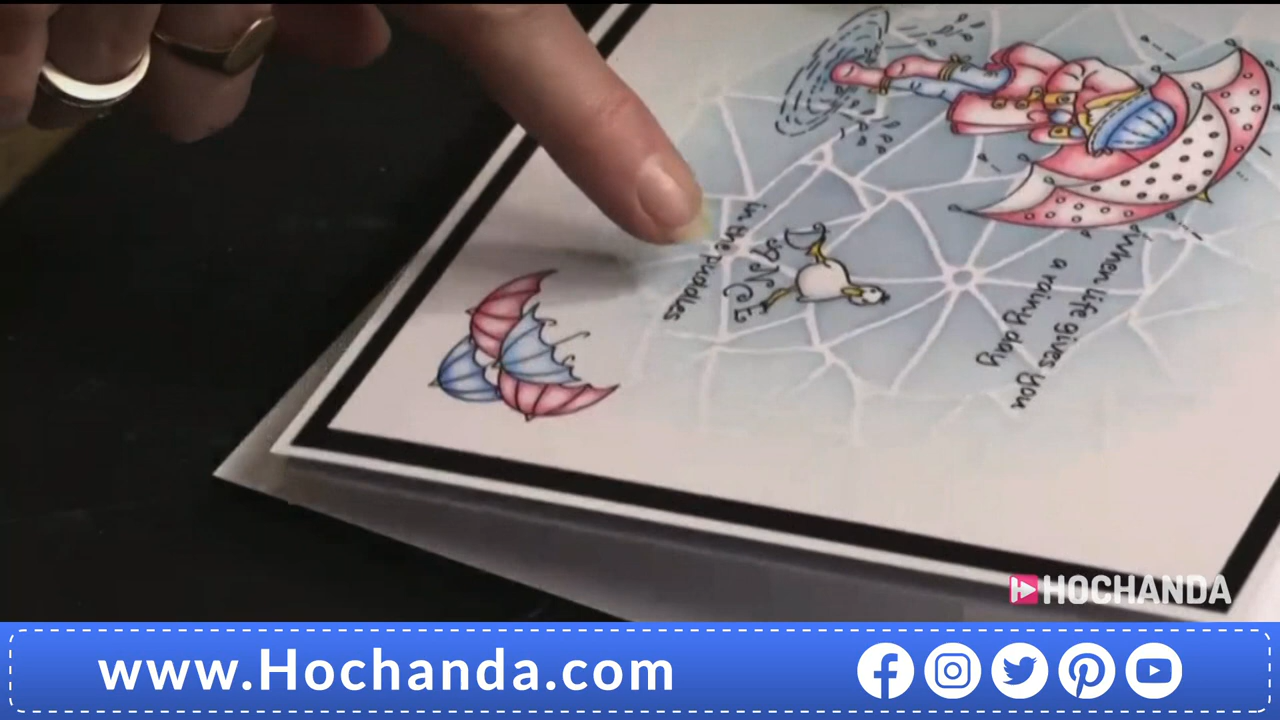 When life gives you
a rainy day
DaNCE
in the puddles
HOCHANDA
www.Hochanda.com